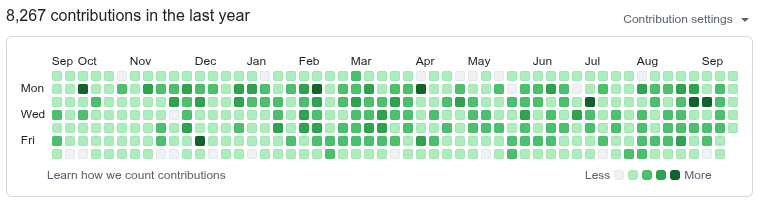 8,267 contributions in the last year
Contribution settings
Sep Oct Nov Dec Jan Feb Mar Apr May Jun Jul Aug Sep
Mon
Wed
Fri
Learn how we count contributions
Less More